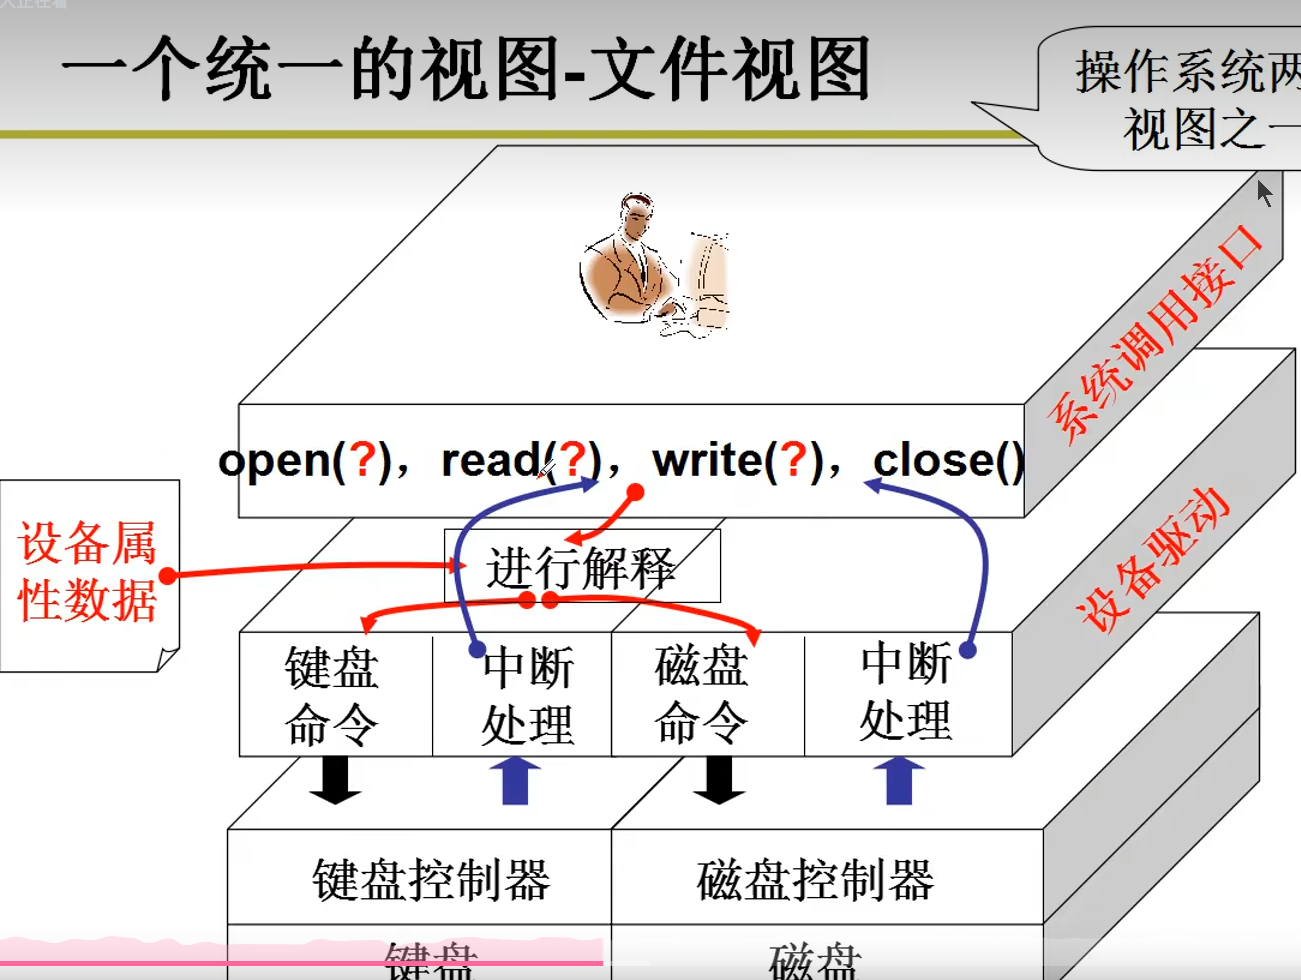 一个统一的视图-文件视图
操作系统两
视图之一
系统调用接口
open(?)，read(?)，write(?)，close()
设备属
性数据
进行解释
设备驱动
键盘
命令
中断
处理
磁盘
命令
中断
处理
键盘控制器
磁盘控制器
键盘
磁盘